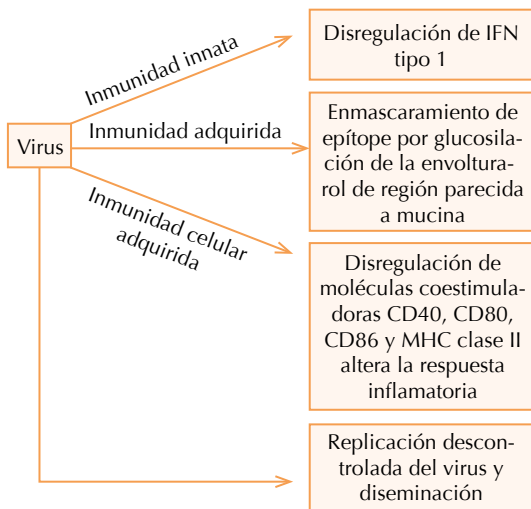 Disregulación de IFN
tipo 1
Inmunidad innata
Virus
Inmunidad adquirida
Enmascaramiento de
epítope por glucosila-
ción de la envoltura-
rol de región parecida
a mucina
Inmunidad celular
adquirida
Disregulación de
moléculas coestimula-
doras CD40, CD80,
CD86 y MHC clase II
altera la respuesta
inflamatoria
Replicación descon-
trolada del virus y
diseminación